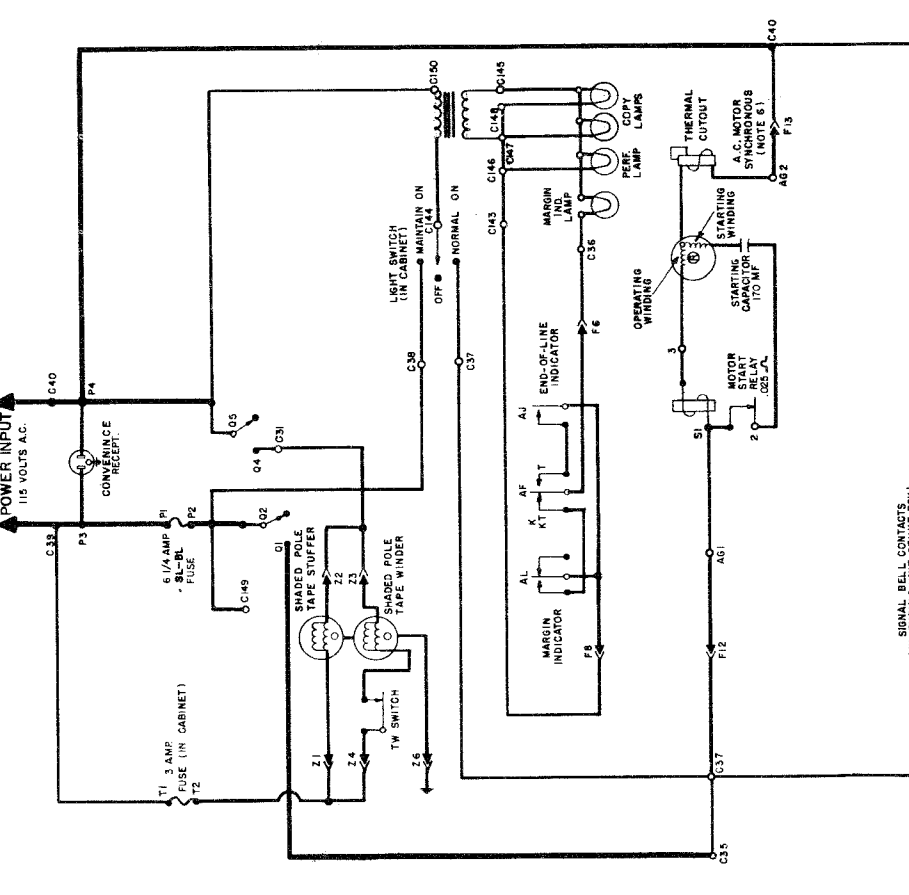 POWER INPUT
115 VOLTS A.C.
C40
P4
C39
P3
CONVENIENCE
RECEPT.
P1
P2
6 1/4 AMP
SL-BL
FUSE
C149
Q5
Q4
C31
Q2
Q1
T1
3 AMP.
FUSE (IN CABINET)
T2
SHADED POLE
TAPE STUFFER
Z2
Z3
SHADED POLE
TAPE WINDER
Z1
Z4
TW SWITCH
Z6
C38
LIGHT SWITCH
(IN CABINET)
MAINTAIN ON
C144
OFF
NORMAL ON
C37
C150
C145
C148
C147
C146
C143
COPY
LAMPS
PERF.
LAMP
MARGIN
IND.
LAMP
C36
F6
END-OF-LINE
INDICATOR
AJ
T
AF
K
KT
AL
MARGIN
INDICATOR
F8
C40
F13
A.C. MOTOR
SYNCHRONOUS
(NOTE 6)
AG2
THERMAL
CUTOUT
STARTING
WINDING
R
OPERATING
WINDING
STARTING
CAPACITOR
170 MF
3
MOTOR
START
RELAY
.025
S1
2
AG1
F12
C37
C35
SIGNAL BELL CONTACTS